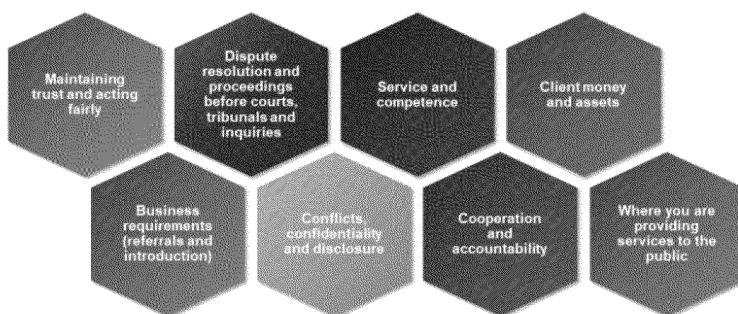 Maintaining
trust and acting
fairly
Dispute
resolution and
proceedings
before courts,
tribunals and
inquiries
Service and
competence
Client money
and assets
Business
requirements
(referrals and
introduction)
Conflicts,
confidentiality
and disclosure
Cooperation
and
accountability
Where you are
providing
services to the
public